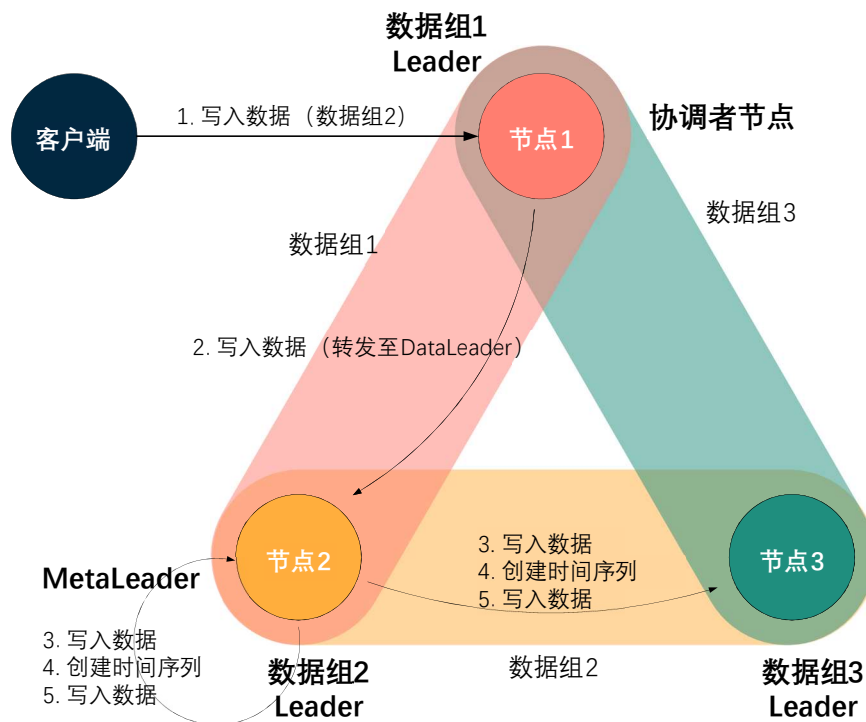 数据组1
Leader
客户端
1. 写入数据（数据组2）
节点1
协调者节点
数据组3
数据组1
2. 写入数据（转发至DataLeader）
节点2
3. 写入数据
4. 创建时间序列
5. 写入数据
节点3
MetaLeader
3. 写入数据
4. 创建时间序列
5. 写入数据
数据组2
数据组2
Leader
数据组3
Leader